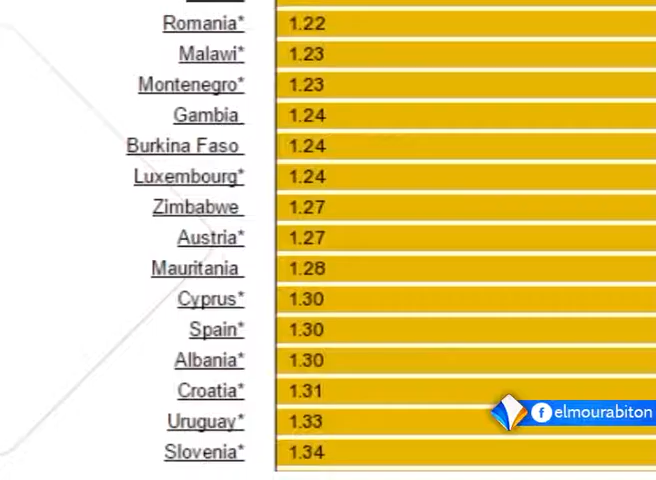 Romania* 1.22
Malawi* 1.23
Montenegro* 1.23
Gambia 1.24
Burkina Faso 1.24
Luxembourg* 1.24
Zimbabwe 1.27
Austria* 1.27
Mauritania 1.28
Cyprus* 1.30
Spain* 1.30
Albania* 1.30
Croatia* 1.31
f elmourabiton
Uruguay* 1.33
Slovenia* 1.34